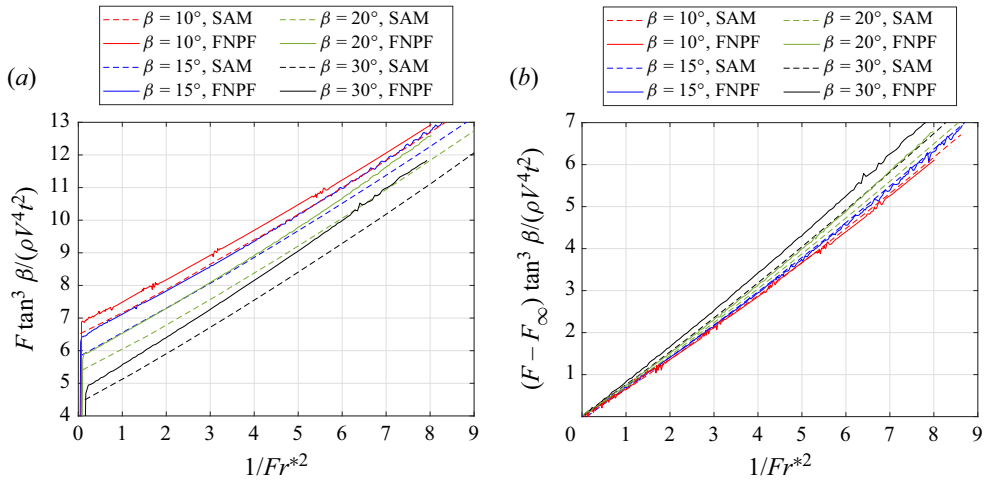 β = 10°, SAM
β = 20°, SAM
β = 10°, FNPF
β = 20°, FNPF
β = 15°, SAM
β = 30°, SAM
β = 15°, FNPF
β = 30°, FNPF
(a)
13
12
11
10
9
8
7
6
5
4
F tan³ β/(ρV⁴t²)
0 1 2 3 4 5 6 7 8 9
1/Fr*²
β = 10°, SAM
β = 20°, SAM
β = 10°, FNPF
β = 20°, FNPF
β = 15°, SAM
β = 30°, SAM
β = 15°, FNPF
β = 30°, FNPF
(b)
7
6
5
4
3
2
1
(F – F∞) tan³ β/(ρV⁴t²)
0 1 2 3 4 5 6 7 8 9
1/Fr*²